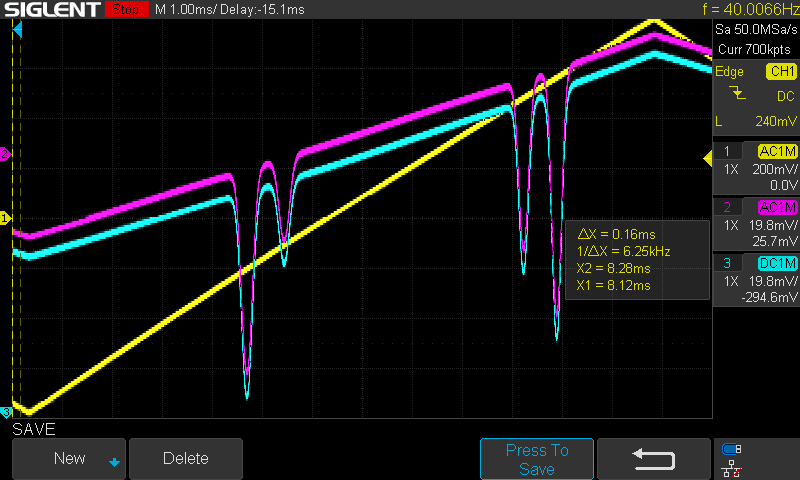 SIGLENT Stop M 1.00ms/ Delay:-15.1ms f = 40.0066Hz
Sa 50.0MSa/s
Curr 700kpts
Edge CH1
DC
L 240mV
1 AC1M
1X 200mV/
0.0V
2 AC1M
1X 19.8mV/
25.7mV
3 DC1M
1X 19.8mV/
-294.6mV
2
1
3
ΔX = 0.16ms
1/ΔX = 6.25kHz
X2 = 8.28ms
X1 = 8.12ms
SAVE
New Delete Press To
Save